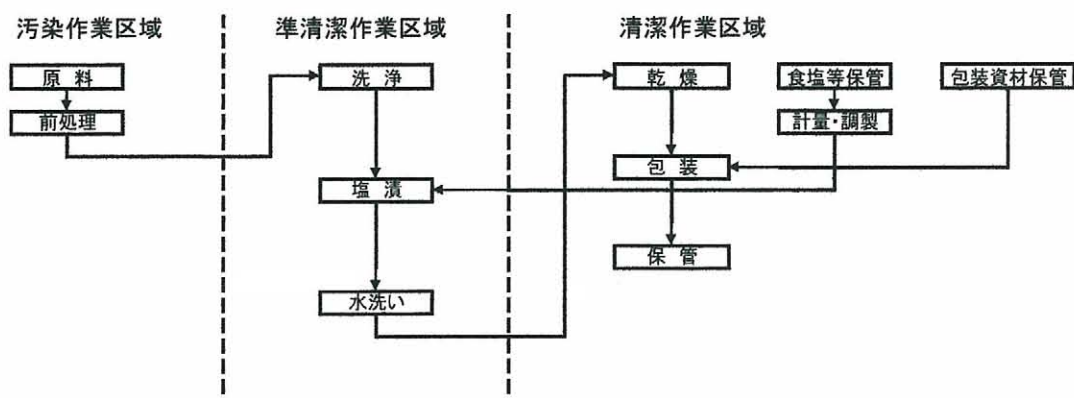 汚染作業区域
準清潔作業区域
清潔作業区域
原料
前処理
洗浄
塩漬
水洗い
乾燥
包装
保管
食塩等保管
計量・調製
包装資材保管